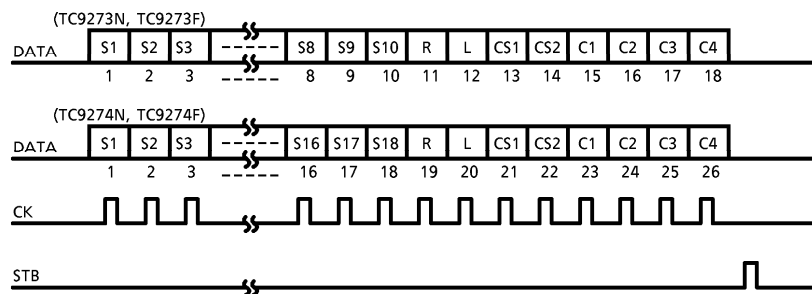 (TC9273N, TC9273F)
DATA S1 S2 S3 S8 S9 S10 R L CS1 CS2 C1 C2 C3 C4
1 2 3 8 9 10 11 12 13 14 15 16 17 18
(TC9274N, TC9274F)
DATA S1 S2 S3 S16 S17 S18 R L CS1 CS2 C1 C2 C3 C4
1 2 3 16 17 18 19 20 21 22 23 24 25 26
CK
STB